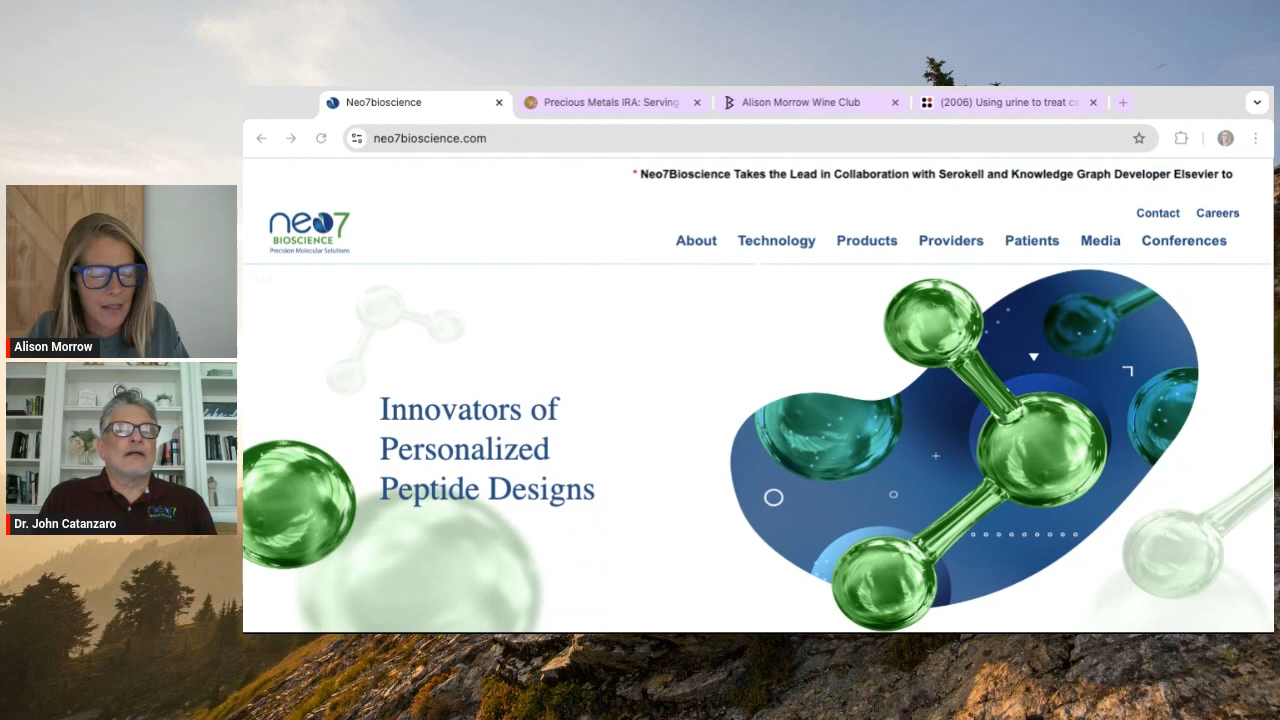 Neo7bioscience
Precious Metals IRA: Serving
Alison Morrow Wine Club
(2006) Using urine to treat ca
neo7bioscience.com
* Neo7Bioscience Takes the Lead in Collaboration with Serokell and Knowledge Graph Developer Elsevier to
Contact Careers
neo7
BIOSCIENCE
Precision Molecular Solutions
About Technology Products Providers Patients Media Conferences
Innovators of
Personalized
Peptide Designs
Alison Morrow
Dr. John Catanzaro